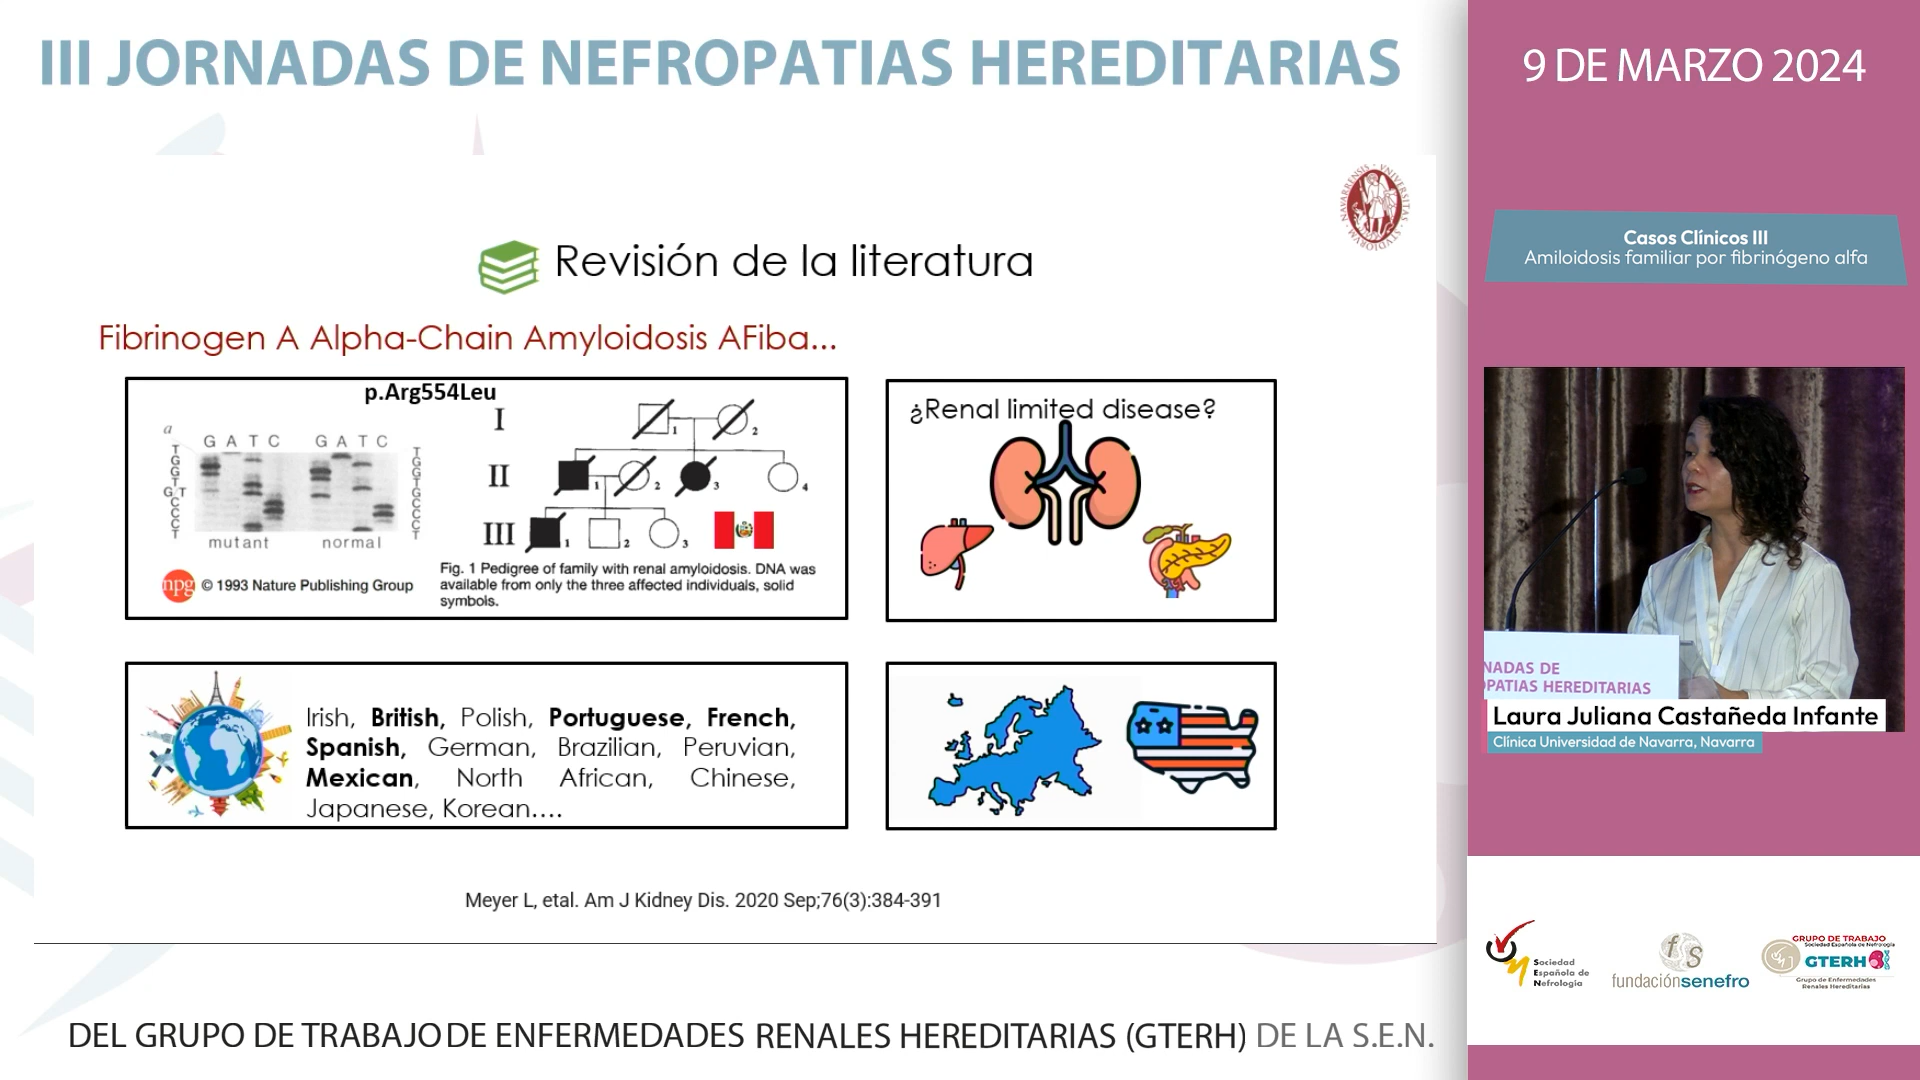 III JORNADAS DE NEFROPATIAS HEREDITARIAS
Revisión de la literatura
Fibrinogen A Alpha-Chain Amyloidosis AFiba...
p.Arg554Leu
a
G A T C
G A T C
T
G
G
T
G/T
C
C
C
T
T
G
G
T
G
C
C
C
T
mutant
normal
I
1
2
II
1
2
3
4
III
1
2
3
npg © 1993 Nature Publishing Group
Fig. 1 Pedigree of family with renal amyloidosis. DNA was
available from only the three affected individuals, solid
symbols.
¿Renal limited disease?
Irish, British, Polish, Portuguese, French,
Spanish, German, Brazilian, Peruvian,
Mexican, North African, Chinese,
Japanese, Korean....
Meyer L, etal. Am J Kidney Dis. 2020 Sep;76(3):384-391
DEL GRUPO DE TRABAJO DE ENFERMEDADES RENALES HEREDITARIAS (GTERH) DE LA S.E.N.
9 DE MARZO 2024
Casos Clínicos III
Amiloidosis familiar por fibrinógeno alfa
NADAS DE
OPATIAS HEREDITARIAS
Laura Juliana Castañeda Infante
Clínica Universidad de Navarra, Navarra
Sociedad
Española de
Nefrología
fundaciónsenefro
GRUPO DE TRABAJO
Sociedad Española de Nefrología
GTERH
Grupo de Enfermedades
Renales Hereditarias